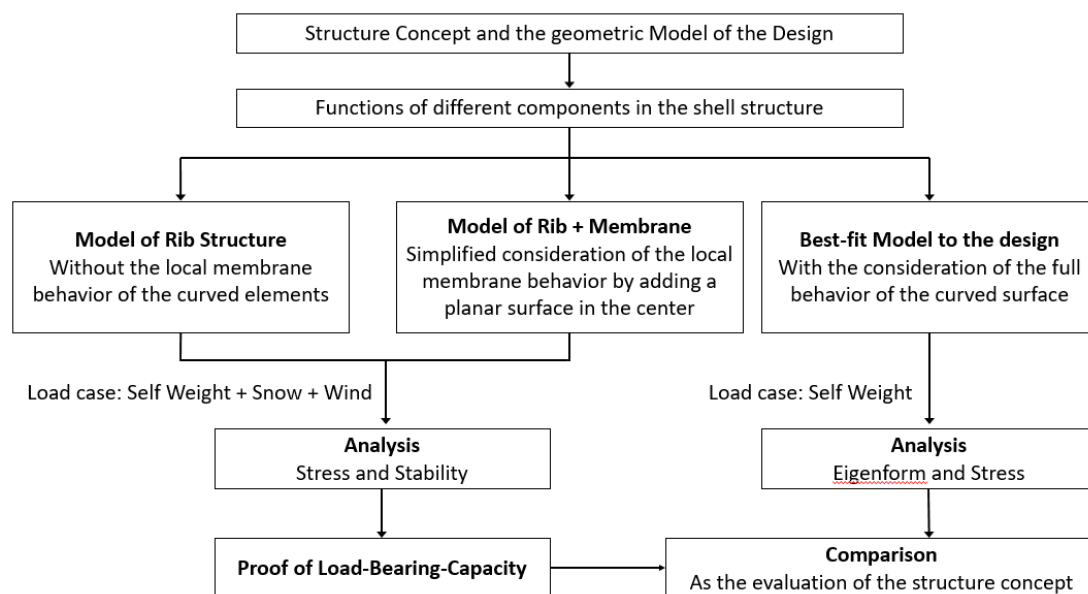 Structure Concept and the geometric Model of the Design
Functions of different components in the shell structure
Model of Rib Structure
Without the local membrane
behavior of the curved elements
Model of Rib + Membrane
Simplified consideration of the local
membrane behavior by adding a
planar surface in the center
Best-fit Model to the design
With the consideration of the full
behavior of the curved surface
Load case: Self Weight + Snow + Wind
Load case: Self Weight
Analysis
Stress and Stability
Analysis
Eigenform and Stress
Proof of Load-Bearing-Capacity
Comparison
As the evaluation of the structure concept